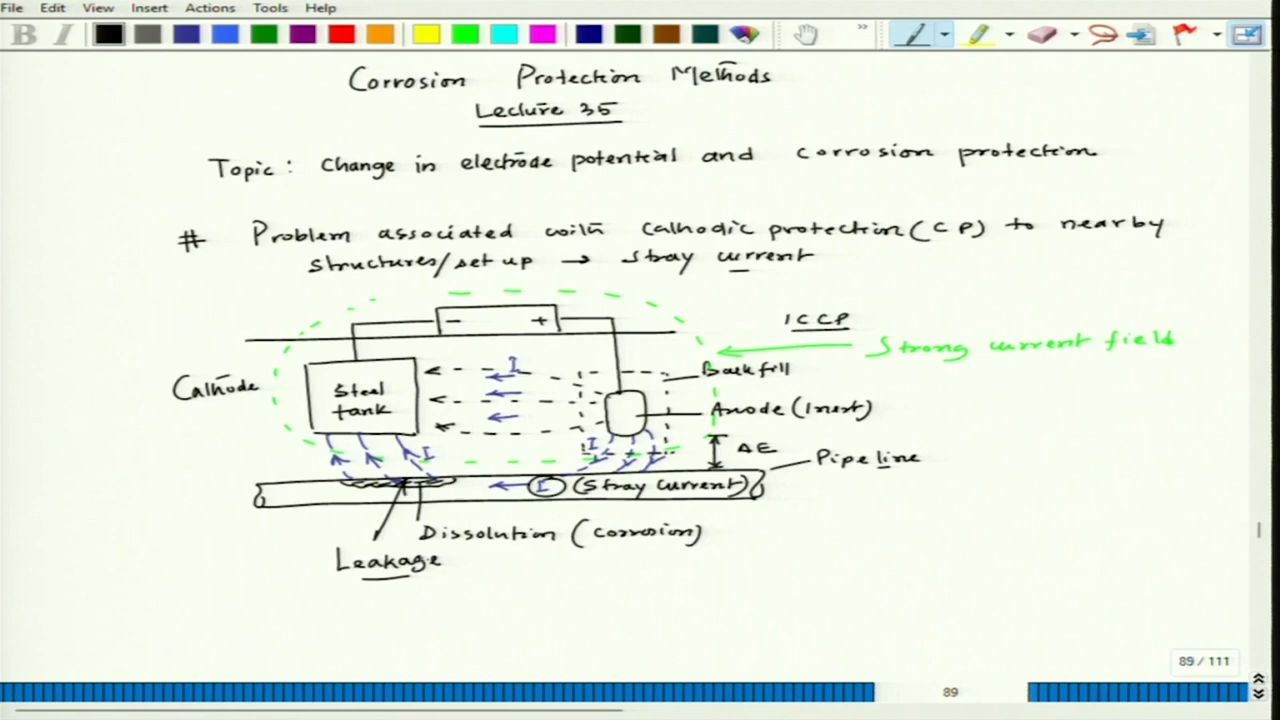 File Edit View Insert Actions Tools Help
B I
Corrosion Protection Methods
Lecture 35
Topic: Change in electrode potential and corrosion protection
# Problem associated with Cathodic protection (CP) to nearby
structures/set up → Stray current
- +
ICCP
Strong current field
I
Backfill
Cathode
Steel
tank
Anode (Inert)
I
I
ΔE
Pipeline
I (Stray current)
Dissolution (corrosion)
Leakage
89 / 111
89